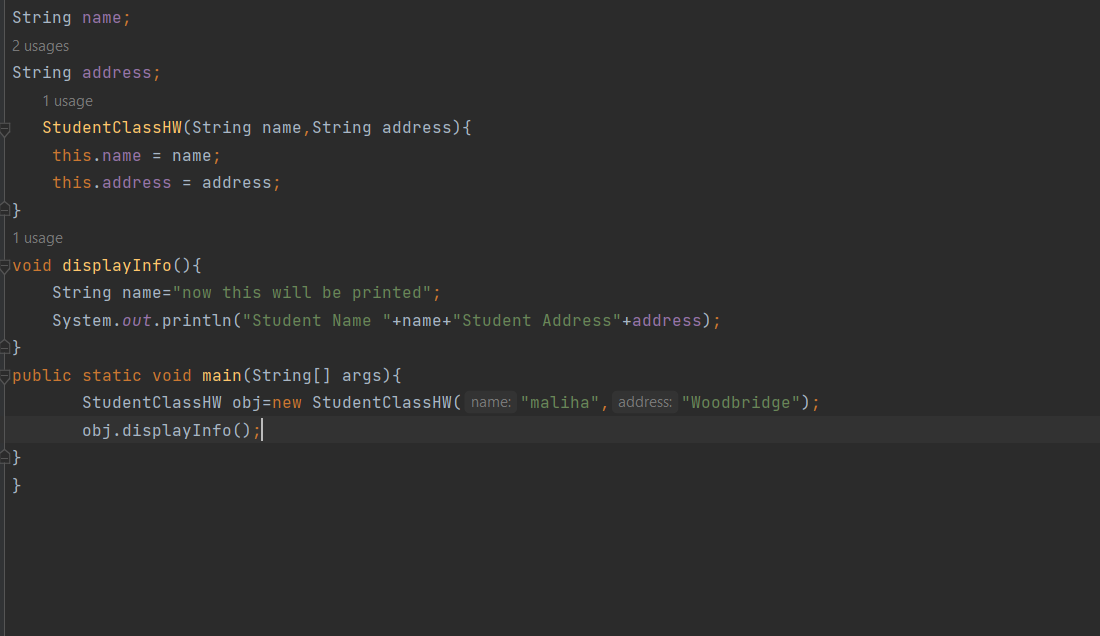 String name;
2 usages
String address;
1 usage
StudentClassHW(String name,String address){
this.name = name;
this.address = address;
}
1 usage
void displayInfo(){
String name="now this will be printed";
System.out.println("Student Name "+name+"Student Address"+address);
}
public static void main(String[] args){
StudentClassHW obj=new StudentClassHW( name: "maliha", address: "Woodbridge");
obj.displayInfo();
}
}